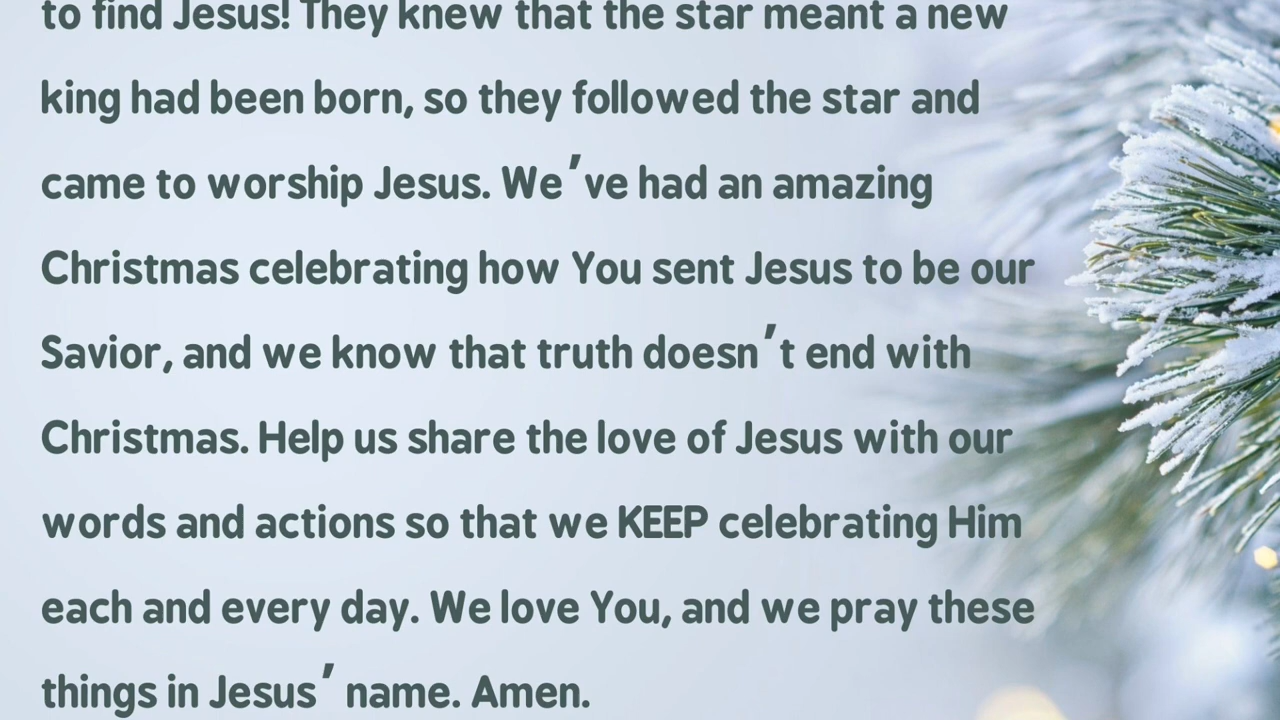 to find Jesus! They knew that the star meant a new
king had been born, so they followed the star and
came to worship Jesus. We've had an amazing
Christmas celebrating how You sent Jesus to be our
Savior, and we know that truth doesn't end with
Christmas. Help us share the love of Jesus with our
words and actions so that we KEEP celebrating Him
each and every day. We love You, and we pray these
things in Jesus' name. Amen.